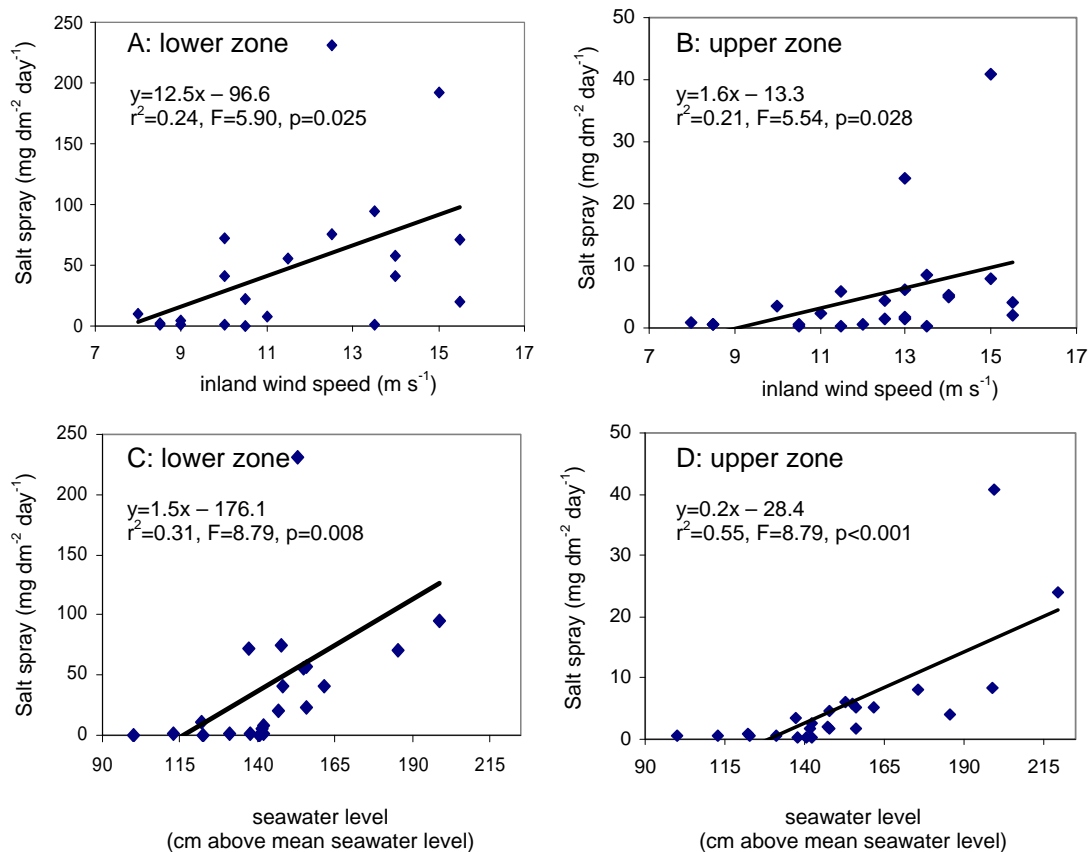 A: lower zone
y=12.5x – 96.6
r²=0.24, F=5.90, p=0.025
Salt spray (mg dm⁻² day⁻¹)
250
200
150
100
50
0
7 9 11 13 15 17
inland wind speed (m s⁻¹)
B: upper zone
y=1.6x – 13.3
r²=0.21, F=5.54, p=0.028
Salt spray (mg dm⁻² day⁻¹)
50
40
30
20
10
0
7 9 11 13 15 17
inland wind speed (m s⁻¹)
C: lower zone
y=1.5x – 176.1
r²=0.31, F=8.79, p=0.008
Salt spray (mg dm⁻² day⁻¹)
250
200
150
100
50
0
90 115 140 165 190 215
seawater level
(cm above mean seawater level)
D: upper zone
y=0.2x – 28.4
r²=0.55, F=8.79, p<0.001
Salt spray (mg dm⁻² day⁻¹)
50
40
30
20
10
0
90 115 140 165 190 215
seawater level
(cm above mean seawater level)